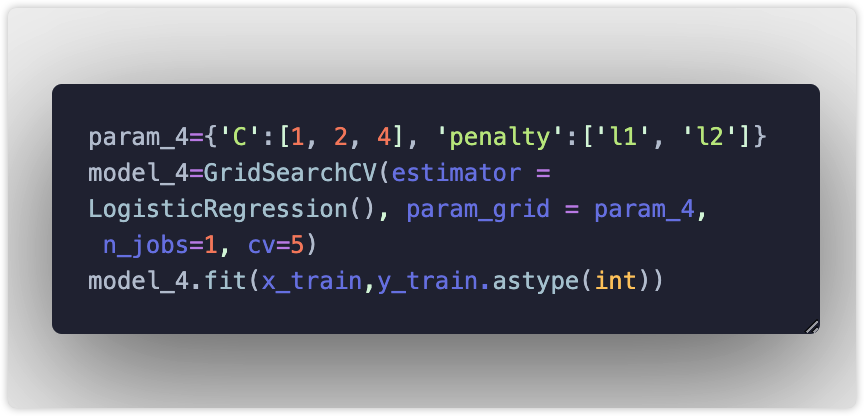 param_4={'C':[1, 2, 4], 'penalty':['l1', 'l2']}
model_4=GridSearchCV(estimator =
LogisticRegression(), param_grid = param_4,
 n_jobs=1, cv=5)
model_4.fit(x_train,y_train.astype(int))